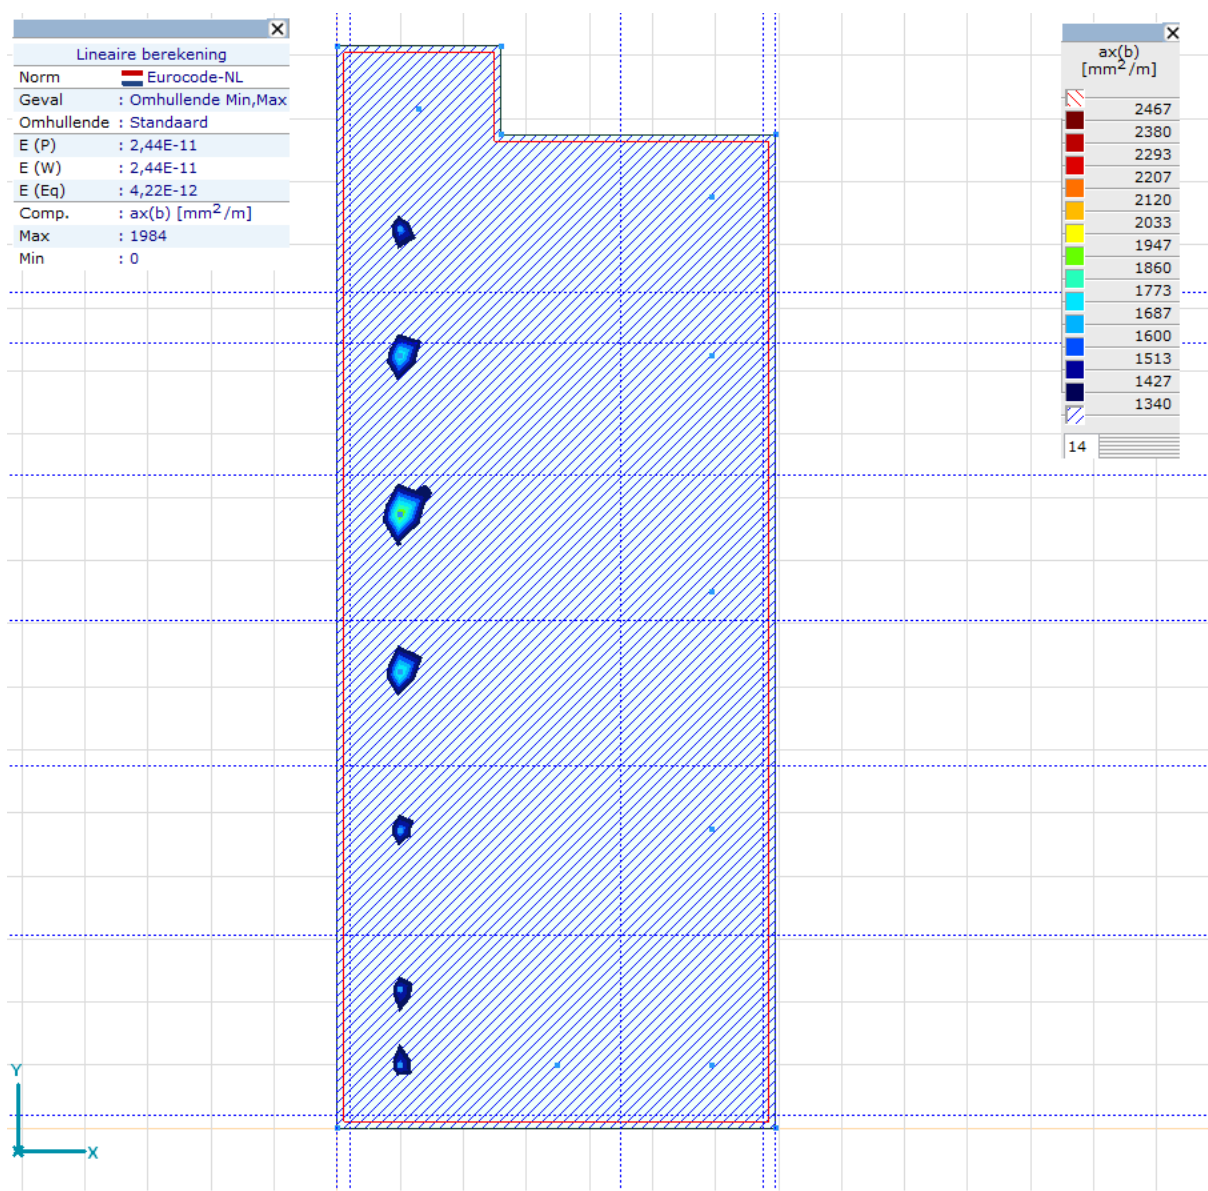 Lineaire berekening
Norm Eurocode-NL
Geval : Omhullende Min,Max
Omhullende : Standaard
E (P) : 2,44E-11
E (W) : 2,44E-11
E (Eq) : 4,22E-12
Comp. : ax(b) [mm²/m]
Max : 1984
Min : 0
ax(b)
[mm²/m]
2467
2380
2293
2207
2120
2033
1947
1860
1773
1687
1600
1513
1427
1340
14
Y
X